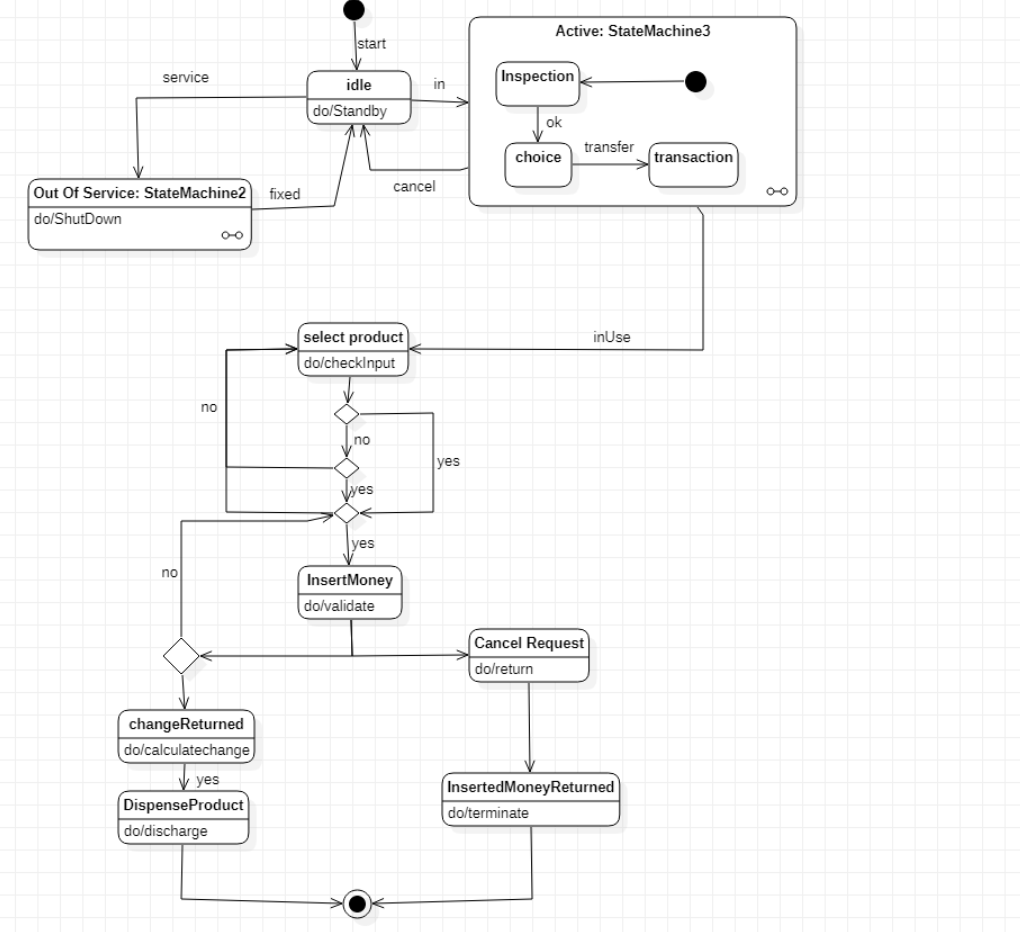 start
Active: StateMachine3
service
idle
in
Inspection
do/Standby
ok
choice
transfer
transaction
cancel
Out Of Service: StateMachine2
fixed
do/ShutDown
select product
inUse
do/checkInput
no
no
yes
yes
yes
no
InsertMoney
do/validate
Cancel Request
do/return
changeReturned
do/calculatechange
yes
InsertedMoneyReturned
DispenseProduct
do/terminate
do/discharge